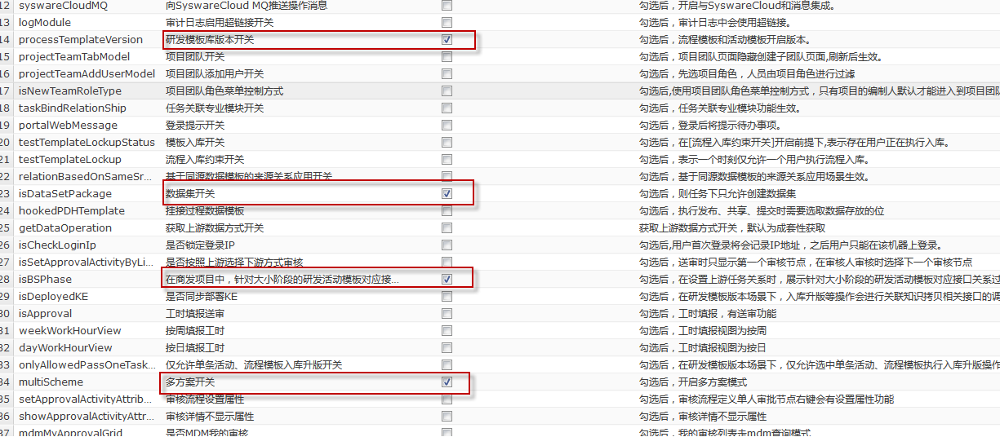 12 syswareCloudMQ 向SyswareCloud MQ推送操作消息 勾选后，开启与SyswareCloud和消息集成。
13 logModule 审计日志启用超链接开关 勾选后，审计日志中会使用超链接。
14 processTemplateVersion 研发模板库版本开关 勾选后，流程模板和活动模板开启版本。
15 projectTeamTabModel 项目团队开关 勾选后，项目团队页面隐藏创建子团队页面,刷新后生效。
16 projectTeamAddUserModel 项目团队添加用户开关 勾选后，先选项目角色，人员由项目角色进行过滤
17 isNewTeamRoleType 项目团队角色菜单控制方式 勾选后,使用项目团队角色菜单控制方式，只有项目的编制人默认才能进入到项目团队
18 taskBindRelationShip 任务关联专业模块开关 勾选后，任务关联专业模块功能生效。
19 portalWebMessage 登录提示开关 勾选后，登录后将提示待办事项。
20 testTemplateLockupStatus 模板入库开关 勾选后，在[流程入库约束开关]开启前提下,表示存在用户正在执行入库。
21 testTemplateLockup 流程入库约束开关 勾选后，表示一个时刻仅允许一个用户执行流程入库。
22 relationBasedOnSameSr... 基于同源数据模板的来源关系应用开关 勾选后，基于同源数据模板的来源关系应用场景生效。
23 isDataSetPackage 数据集开关 勾选后，则任务下只允许创建数据集
24 hookedPDHTemplate 挂接过程数据模板 勾选后，执行发布、共享、提交时需要选取数据存放的位
25 getDataOperation 获取上游数据方式开关 获取上游数据方式开关，默认为成套性获取
26 isCheckLoginIp 是否锁定登录IP 勾选后,用户首次登录将会记录IP地址，之后用户只能在该机器上登录。
27 isSetApprovalActivityByLi... 是否按照上游选择下游方式审核 勾选后，送审时只显示第一个审核节点，在审核人审核时选择下一个审核节点
28 isBSPhase 在商发项目中，针对大小阶段的研发活动模板对应接... 勾选后，在设置上游任务关系时，展示针对大小阶段的研发活动模板对应接口关系过
29 isDeployedKE 是否同步部署KE 勾选后，在研发模板版本场景下，入库升版等操作会进行关联知识拷贝相关接口的调
30 isApproval 工时填报送审 勾选后，工时填报，有送审功能
31 weekWorkHourView 按周填报工时 勾选后，工时填报视图为按周
32 dayWorkHourView 按日填报工时 勾选后，工时填报视图为按日
33 onlyAllowedPassOneTask... 仅允许单条活动、流程模板入库升版开关 勾选后，在研发模板版本场景下，仅允许选中单条活动、流程模板执行入库升版操作
34 multiScheme 多方案开关 勾选后，开启多方案模式
35 setApprovalActivityAttrib... 审核流程设置属性 勾选后，审核流程定义单人审批节点右键会有设置属性功能
36 showApprovalActivityAttr... 审核详情不显示属性 勾选后，审核详情不显示属性
37 mdmMyApprovalGrid 是否MDM我的审核 勾选后，我的审核列表走mdm查询模式